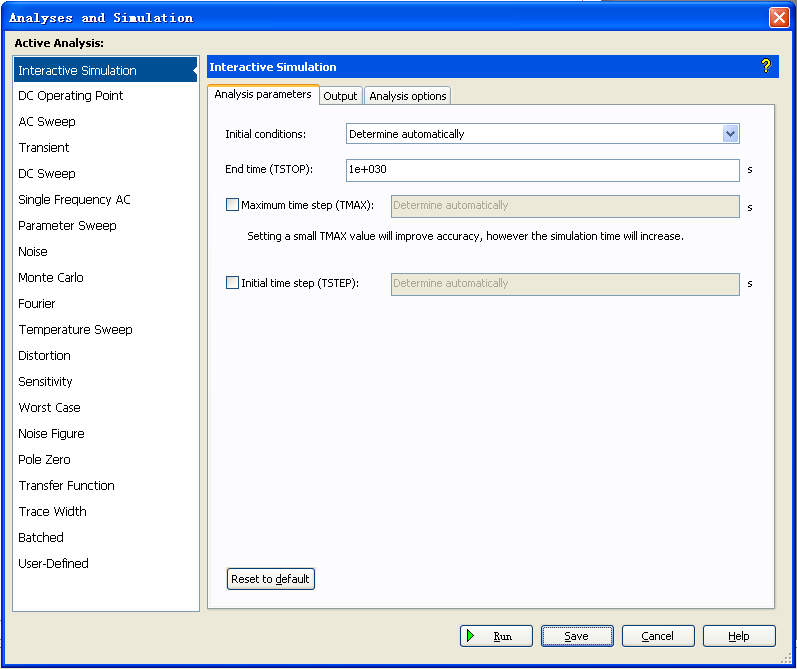 Analyses and Simulation
Active Analysis:
Interactive Simulation
DC Operating Point
AC Sweep
Transient
DC Sweep
Single Frequency AC
Parameter Sweep
Noise
Monte Carlo
Fourier
Temperature Sweep
Distortion
Sensitivity
Worst Case
Noise Figure
Pole Zero
Transfer Function
Trace Width
Batched
User-Defined
Interactive Simulation ?
Analysis parameters Output Analysis options
Initial conditions: Determine automatically
End time (TSTOP): 1e+030 s
Maximum time step (TMAX): Determine automatically s
Setting a small TMAX value will improve accuracy, however the simulation time will increase.
Initial time step (TSTEP): Determine automatically s
Reset to default
Run Save Cancel Help